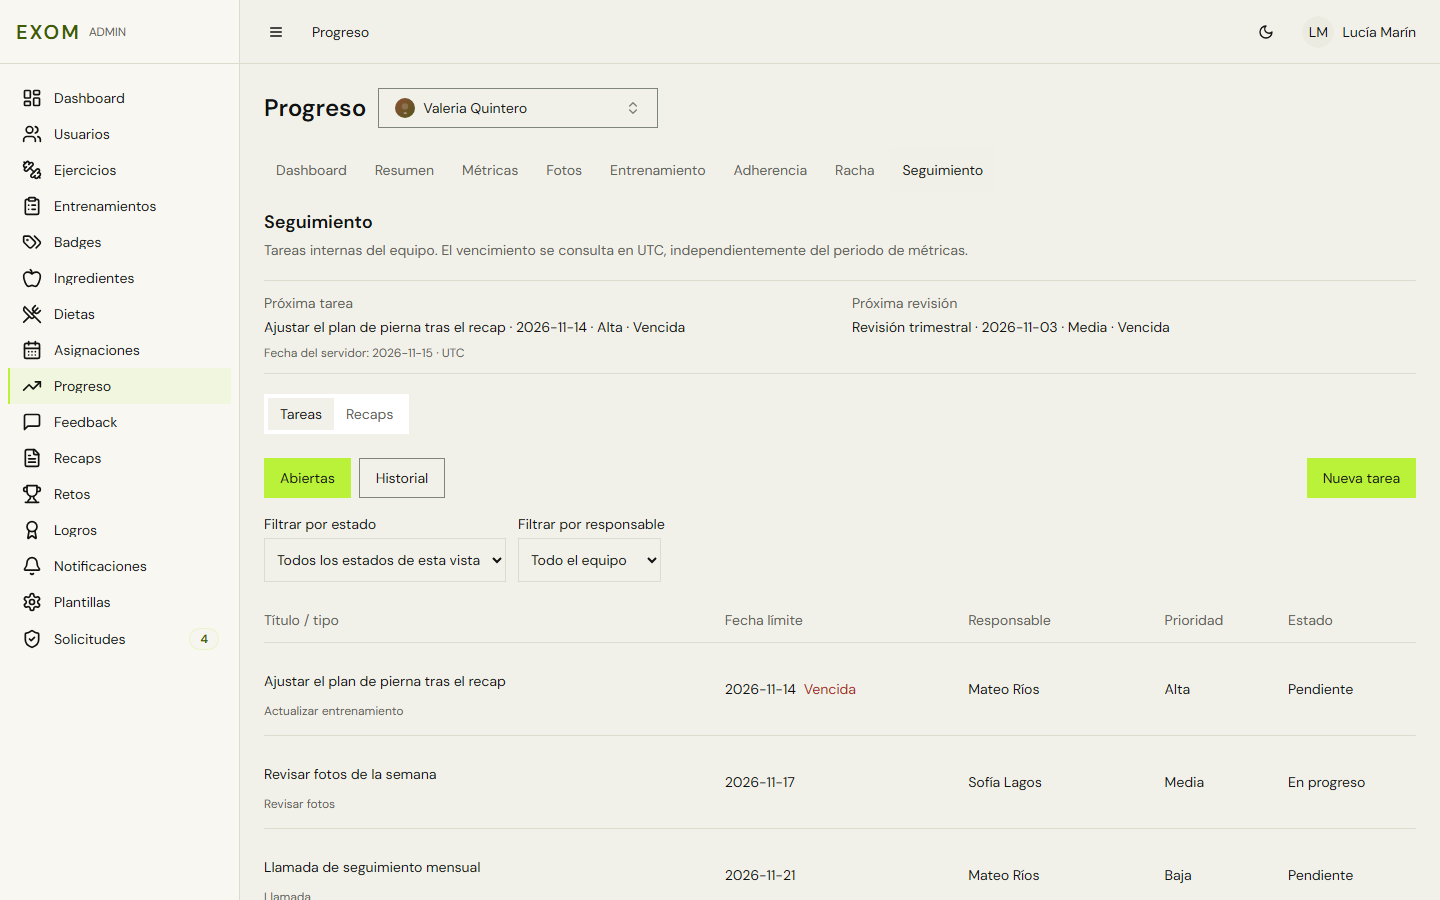 EXOM ADMIN
Progreso
LM Lucía Marín
Dashboard
Usuarios
Ejercicios
Entrenamientos
Badges
Ingredientes
Dietas
Asignaciones
Progreso
Feedback
Recaps
Retos
Logros
Notificaciones
Plantillas
Solicitudes 4
Progreso Valeria Quintero
Dashboard Resumen Métricas Fotos Entrenamiento Adherencia Racha Seguimiento
Seguimiento
Tareas internas del equipo. El vencimiento se consulta en UTC, independientemente del periodo de métricas.
Próxima tarea
Ajustar el plan de pierna tras el recap · 2026-11-14 · Alta · Vencida
Fecha del servidor: 2026-11-15 · UTC
Próxima revisión
Revisión trimestral · 2026-11-03 · Media · Vencida
Tareas Recaps
Abiertas Historial Nueva tarea
Filtrar por estado Filtrar por responsable
Todos los estados de esta vista Todo el equipo
Título / tipo Fecha límite Responsable Prioridad Estado
Ajustar el plan de pierna tras el recap
Actualizar entrenamiento
2026-11-14 Vencida Mateo Ríos Alta Pendiente
Revisar fotos de la semana
Revisar fotos
2026-11-17 Sofía Lagos Media En progreso
Llamada de seguimiento mensual
Llamada
2026-11-21 Mateo Ríos Baja Pendiente